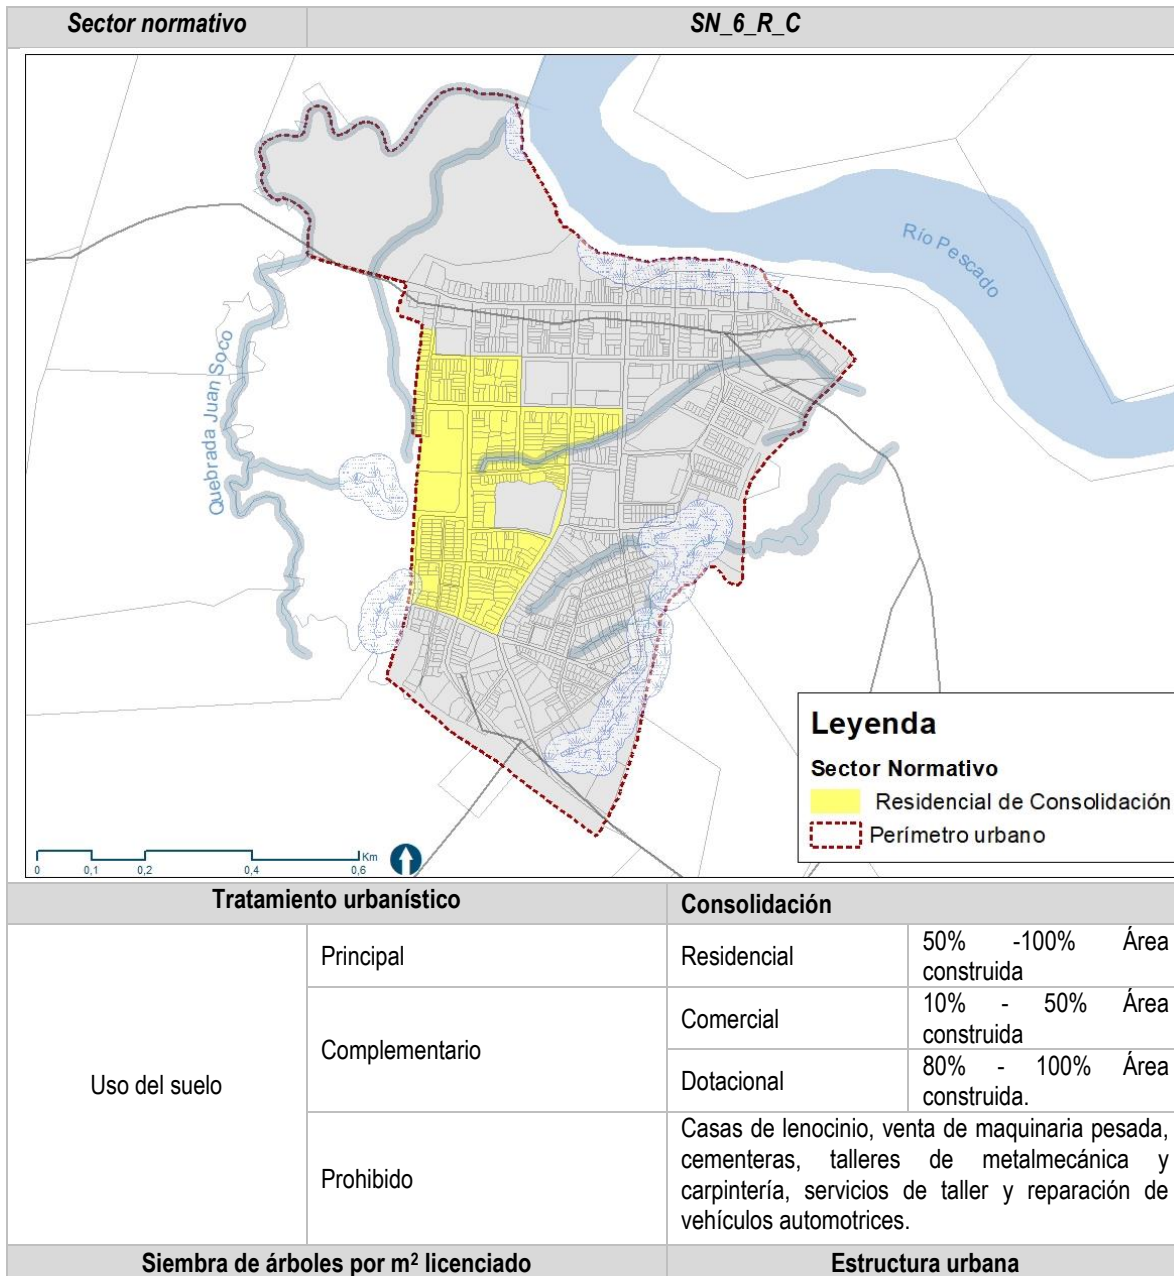 Sector normativo SN_6_R_C
Río Pescado
Quebrada Juan Soco
Leyenda
Sector Normativo
Residencial de Consolidación
Perímetro urbano
Km
0 0,1 0,2 0,4 0,6
Tratamiento urbanístico Consolidación
Uso del suelo
Principal
Residencial
50% -100% Área
construida
Complementario
Comercial
10% - 50% Área
construida
Dotacional
80% - 100% Área
construida.
Prohibido
Casas de lenocinio, venta de maquinaria pesada,
cementeras, talleres de metalmecánica y
carpintería, servicios de taller y reparación de
vehículos automotrices.
Siembra de árboles por m² licenciado Estructura urbana